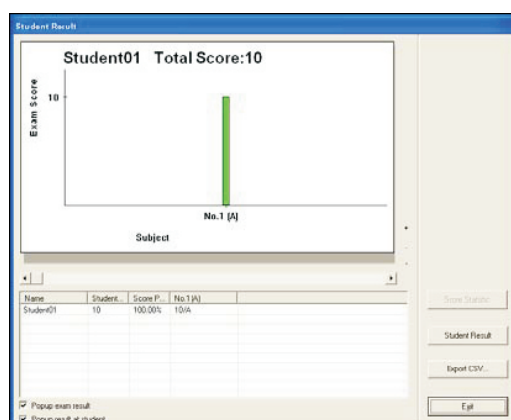 Student Result
Student01 Total Score:10
Exam Score
10
No.1 (A)
Subject
Name Student... Score P... No.1(A)
Student01 10 100.00% 10/A
Score Statistic
Student Result
Export CSV...
Exit
Popup exam result
Popup result at student